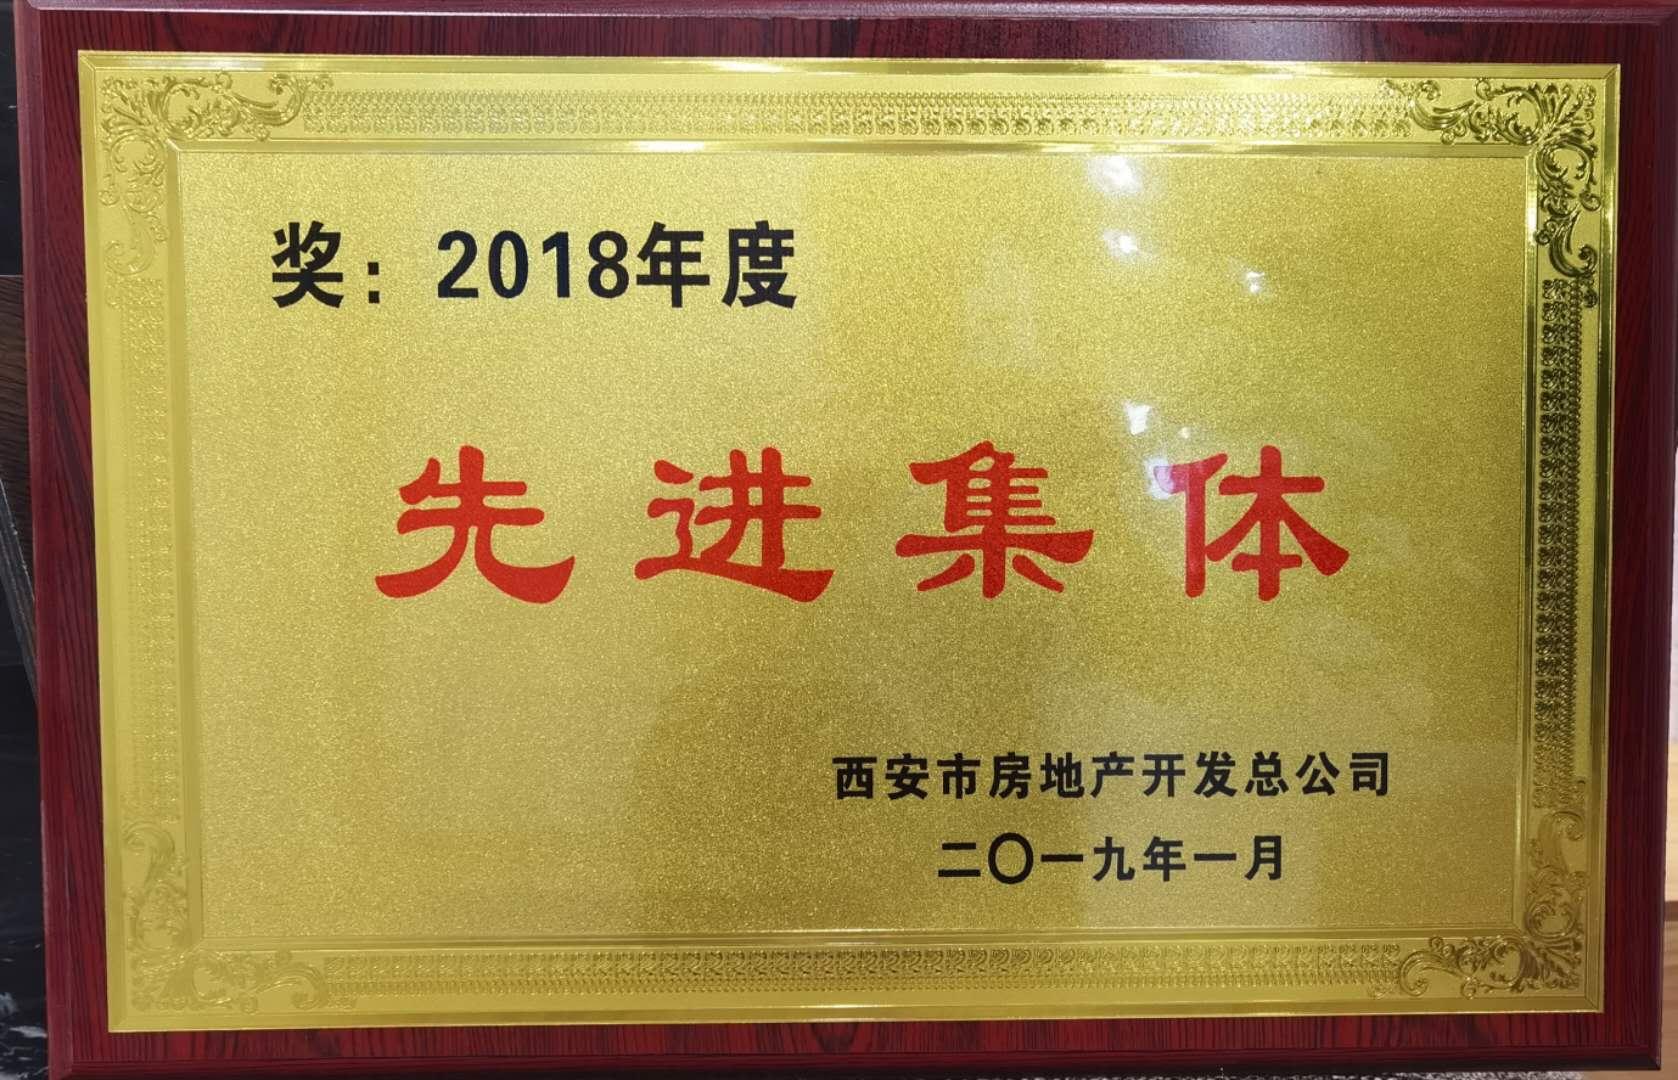 奖：2018年度
先进集体
西安市房地产开发总公司
二〇一九年一月